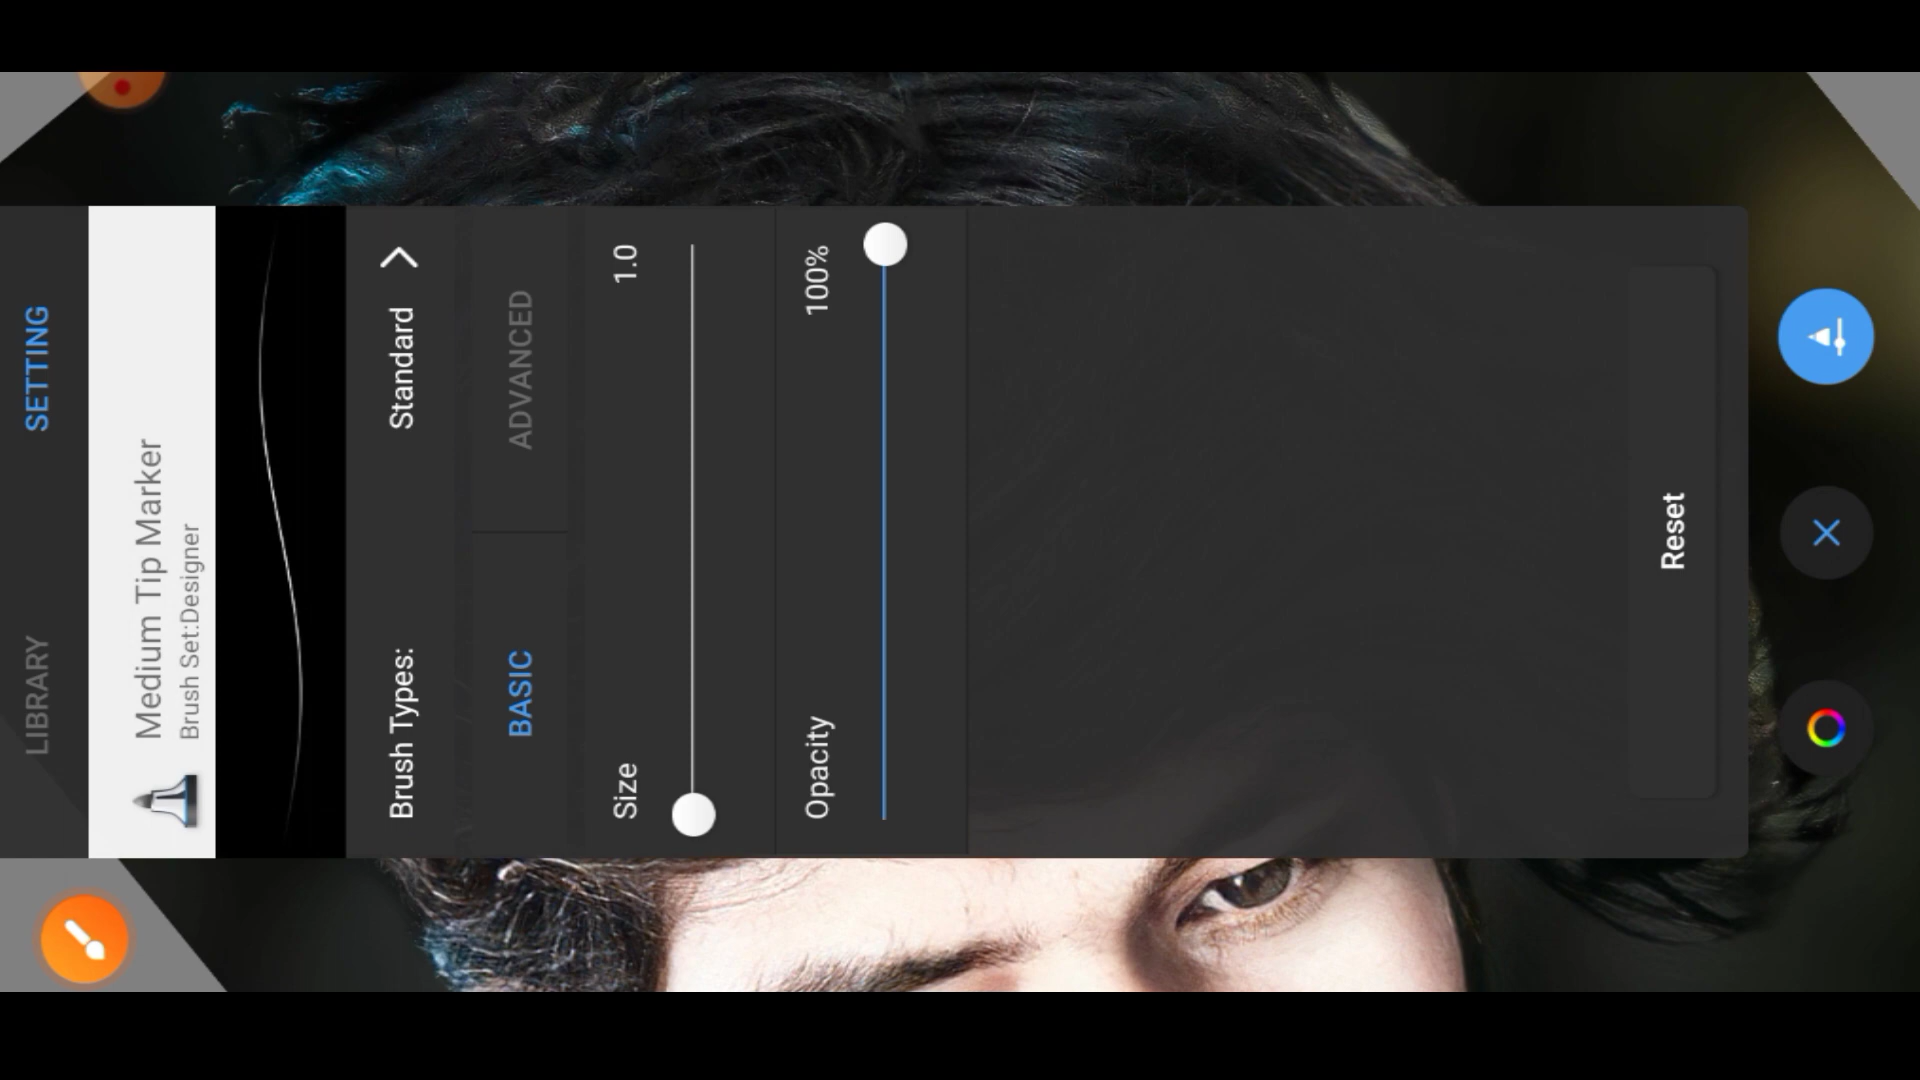 LIBRARY
SETTING
Medium Tip Marker
Brush Set:Designer
Brush Types:
Standard
BASIC
ADVANCED
Size
1.0
Opacity
100%
Reset